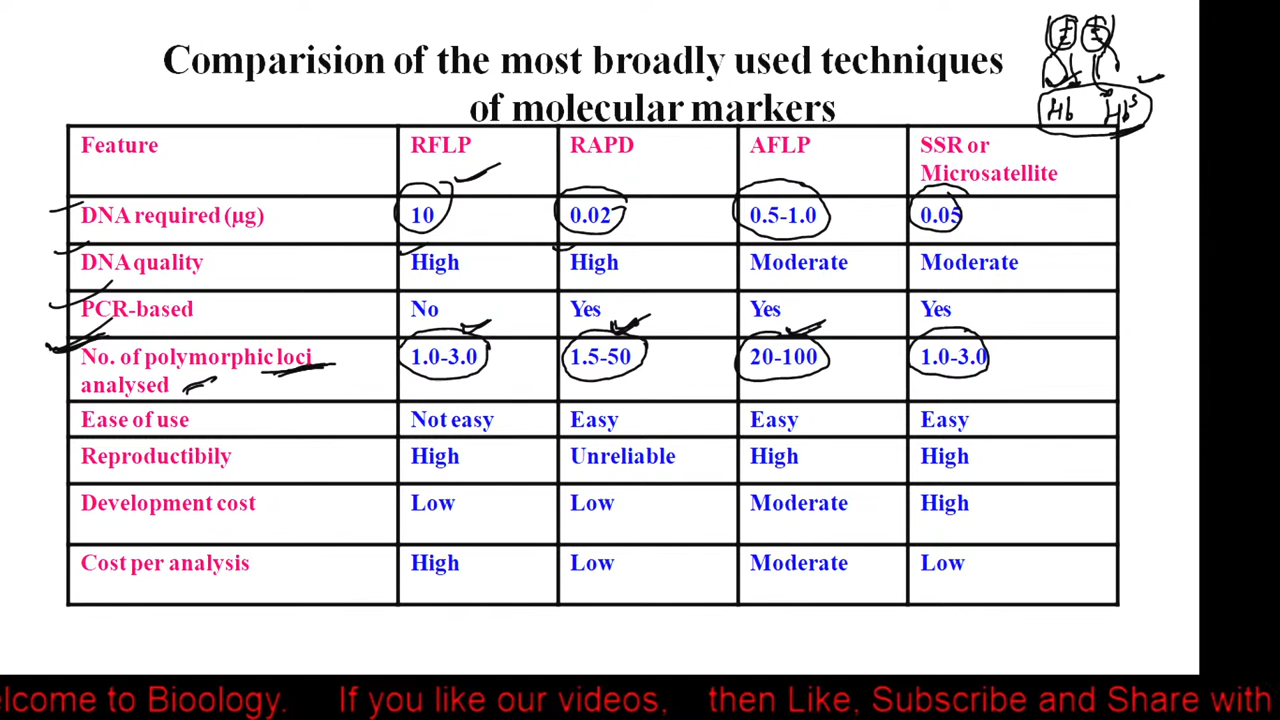 Comparision of the most broadly used techniques
of molecular markers
Hb Hbs
Feature RFLP RAPD AFLP SSR or
Microsatellite
DNA required (µg) 10 0.02 0.5-1.0 0.05
DNA quality High High Moderate Moderate
PCR-based No Yes Yes Yes
No. of polymorphic loci 1.0-3.0 1.5-50 20-100 1.0-3.0
analysed
Ease of use Not easy Easy Easy Easy
Reproductibily High Unreliable High High
Development cost Low Low Moderate High
Cost per analysis High Low Moderate Low
elcome to Bioology. If you like our videos, then Like, Subscribe and Share with